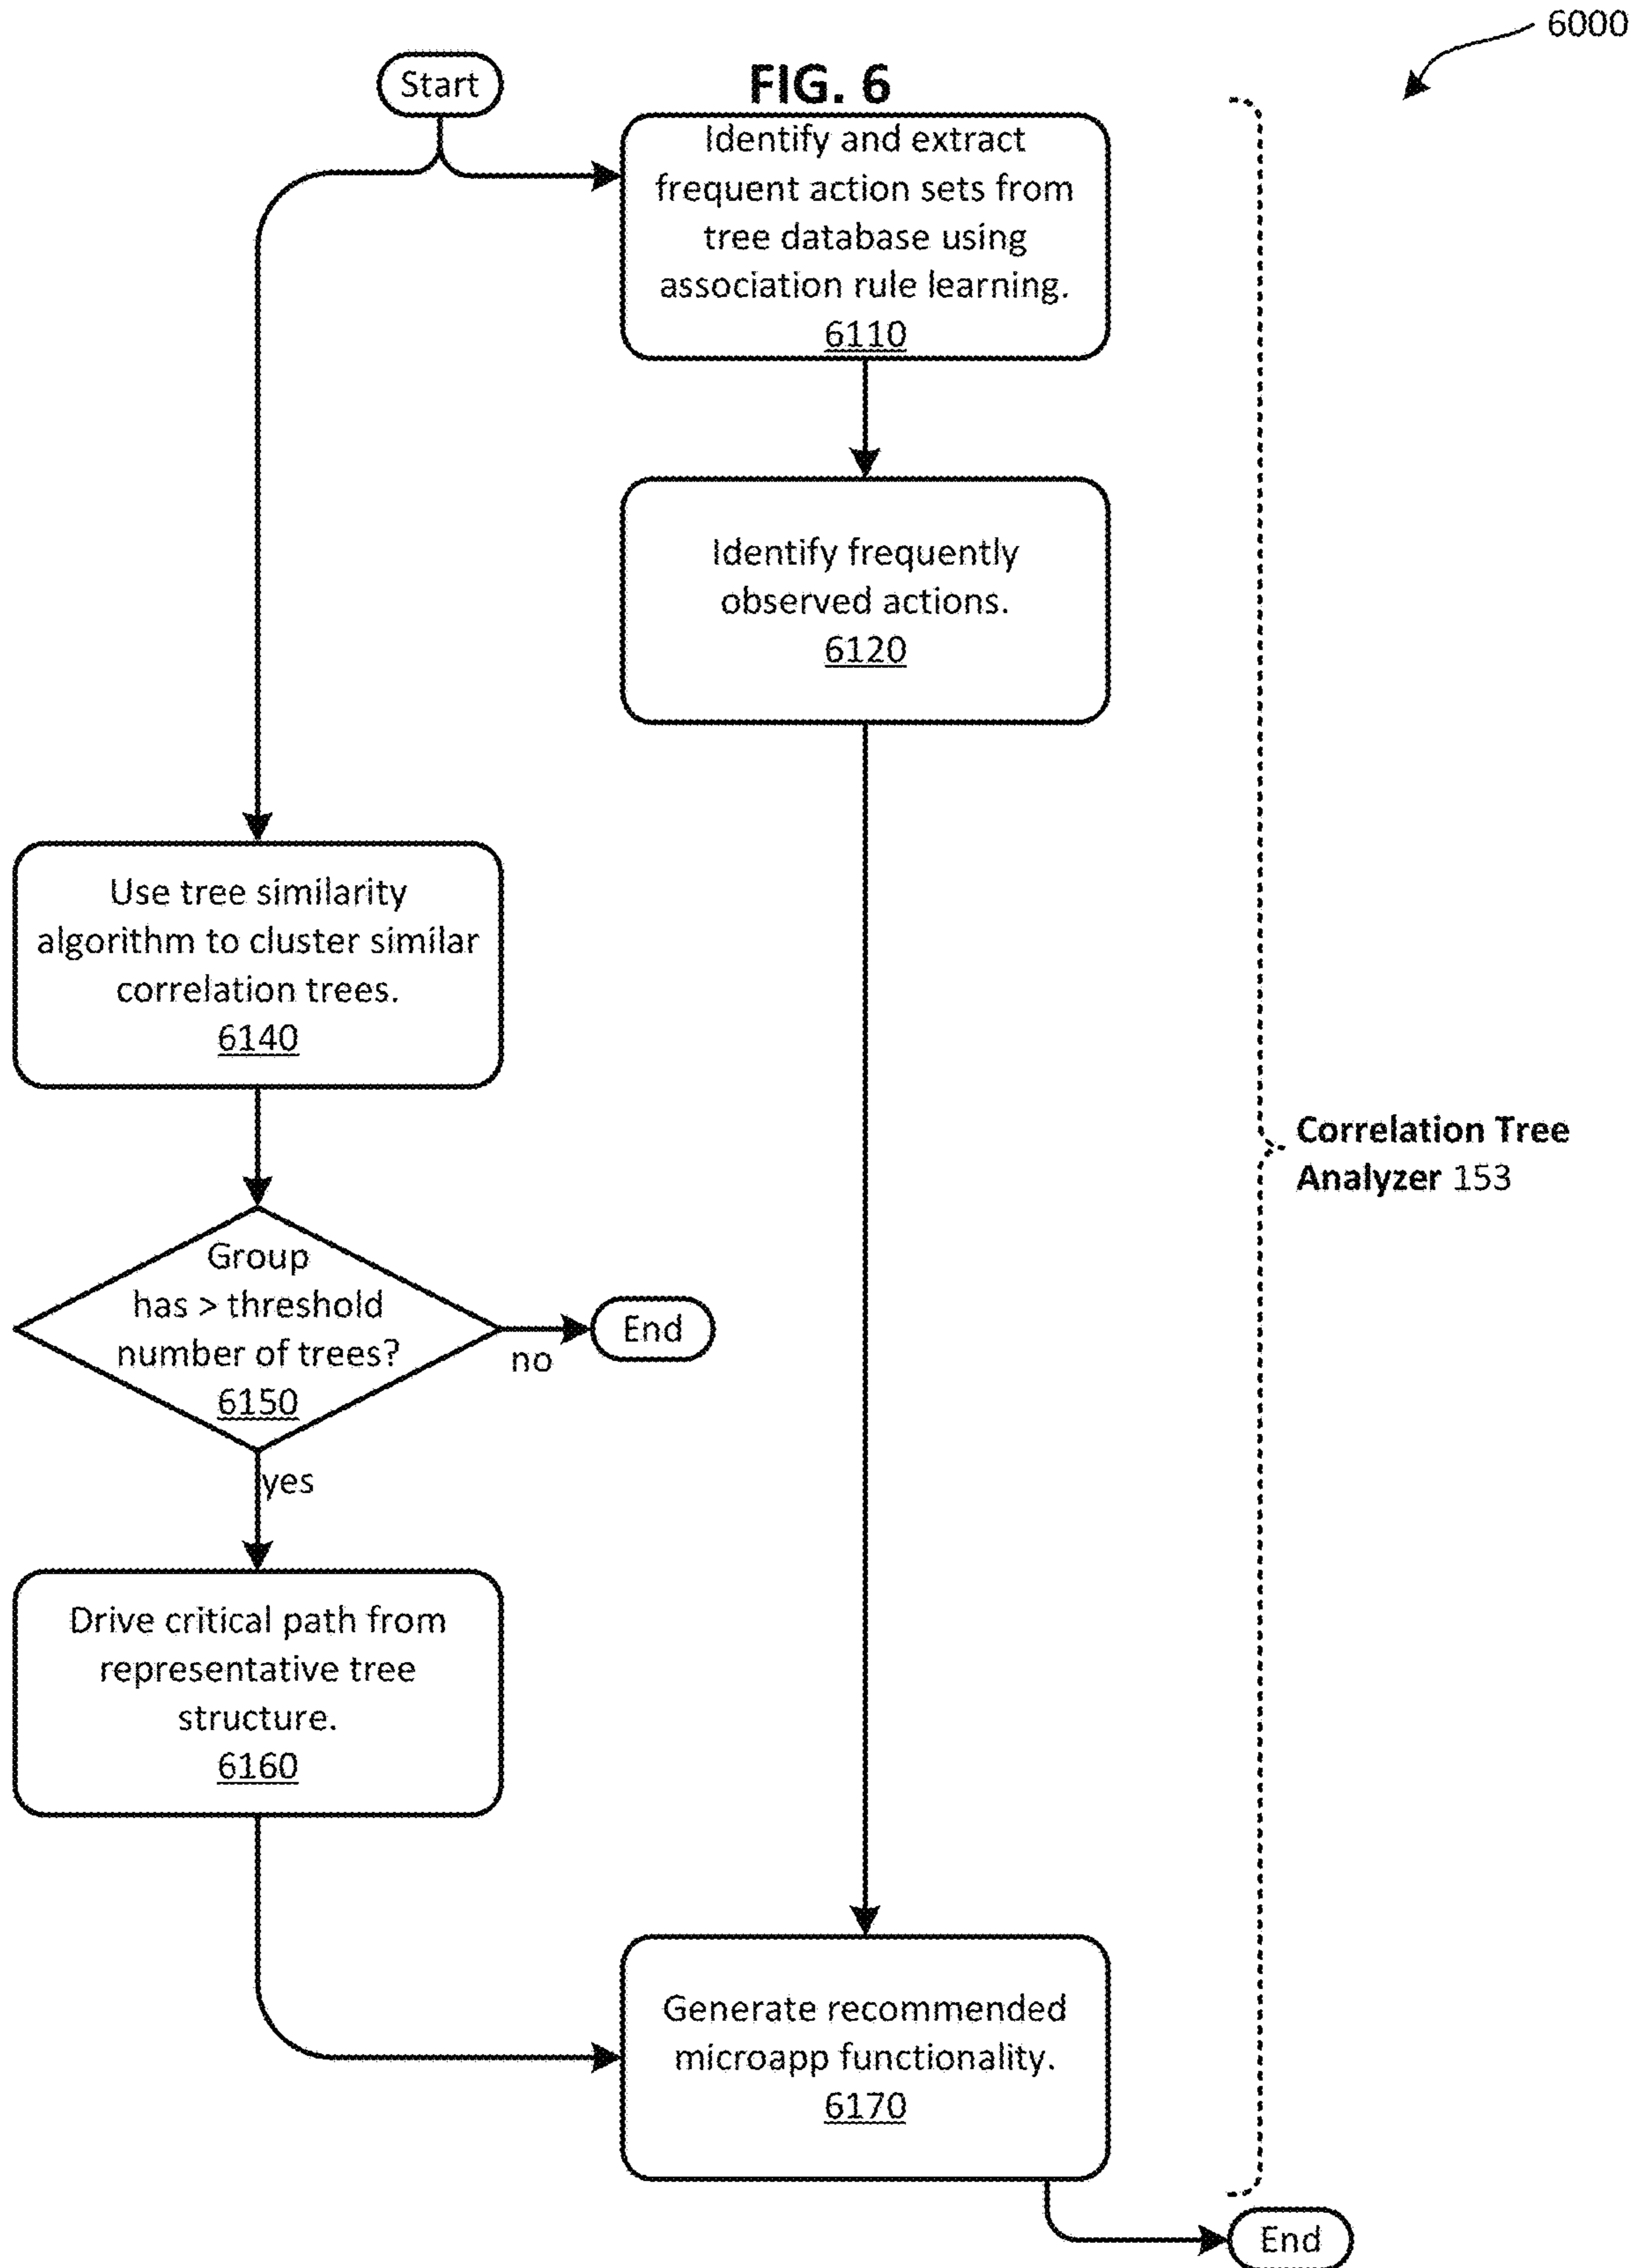 6000
Start
FIG. 6
Identify and extract
frequent action sets from
tree database using
association rule learning.
6110
Identify frequently
observed actions.
6120
Use tree similarity
algorithm to cluster similar
correlation trees.
6140
Correlation Tree
Analyzer 153
Group
has > threshold
number of trees?
6150
no
End
yes
Drive critical path from
representative tree
structure.
6160
Generate recommended
microapp functionality.
6170
End